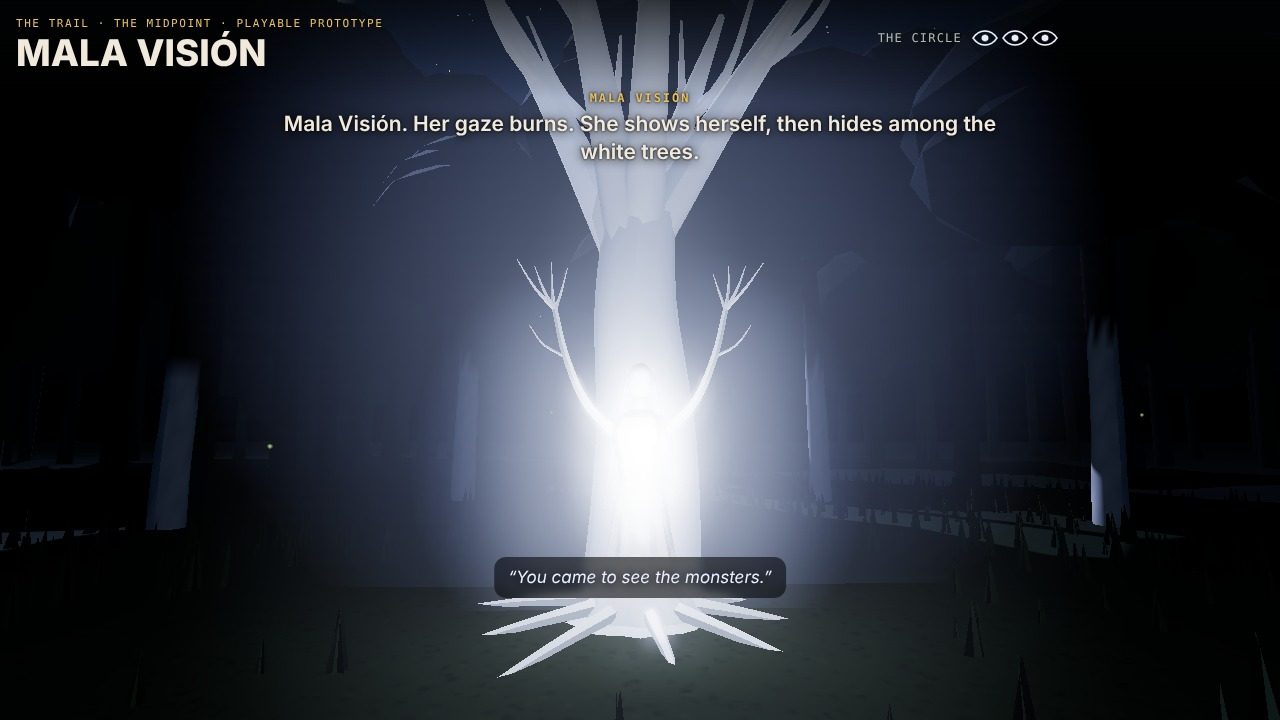 THE TRAIL · THE MIDPOINT · PLAYABLE PROTOTYPE
MALA VISIÓN
THE CIRCLE
MALA VISIÓN
Mala Visión. Her gaze burns. She shows herself, then hides among the
white trees.
“You came to see the monsters.”